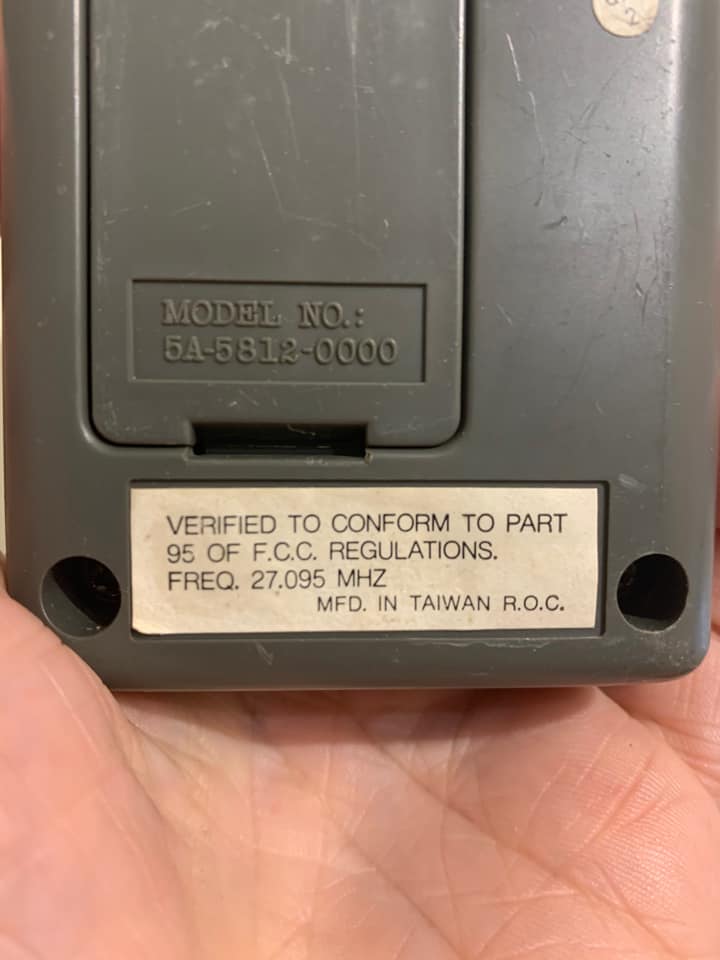 MODEL NO.:
5A-5812-0000
VERIFIED TO CONFORM TO PART
95 OF F.C.C. REGULATIONS.
FREQ. 27.095 MHZ
MFD. IN TAIWAN R.O.C.